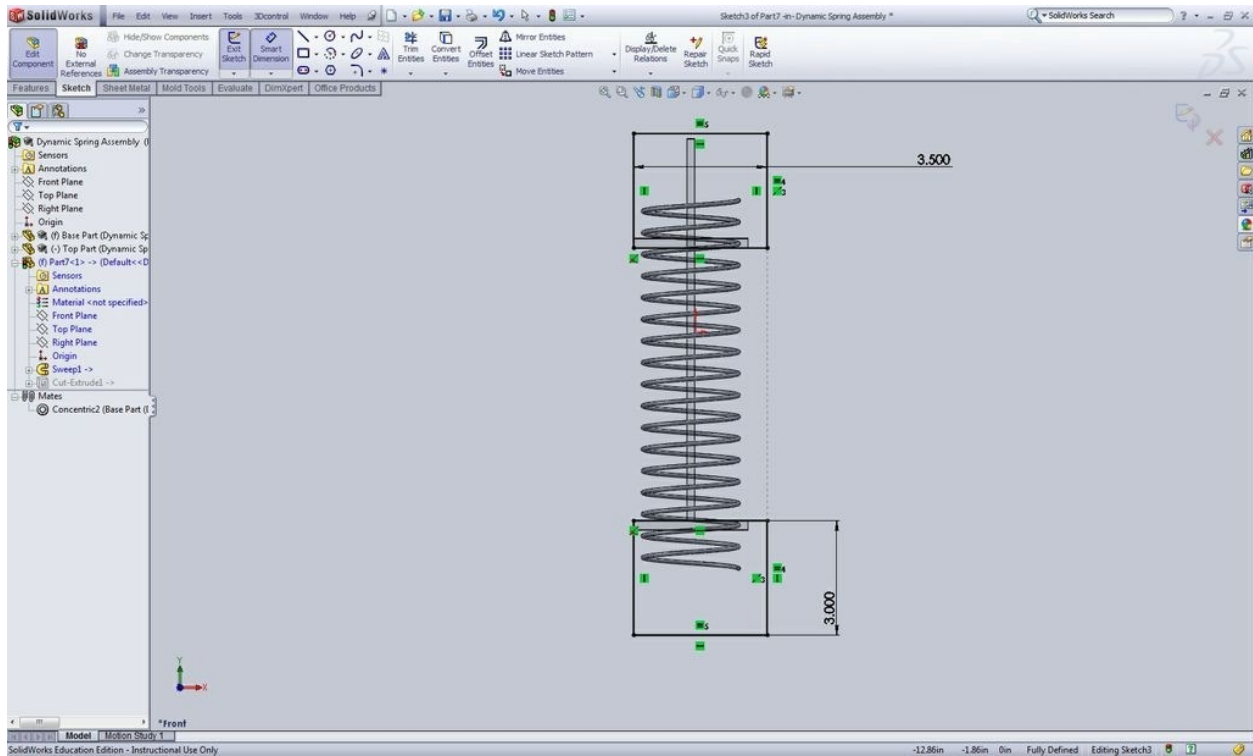 SolidWorks File Edit View Insert Tools 3Dcontrol Window Help Sketch3 of Part7 -in- Dynamic Spring Assembly * SolidWorks Search
Edit Component
No External References
Hide/Show Components
Change Transparency
Assembly Transparency
Exit Sketch
Smart Dimension
Trim Entities
Convert Entities
Offset Entities
Mirror Entities
Linear Sketch Pattern
Move Entities
Display/Delete Relations
Repair Sketch
Quick Snaps
Rapid Sketch
Features Sketch Sheet Metal Mold Tools Evaluate DimXpert Office Products
Dynamic Spring Assembly (
Sensors
Annotations
Front Plane
Top Plane
Right Plane
Origin
(f) Base Part (Dynamic Sp
(-) Top Part (Dynamic Sp
(f) Part7<1> -> (Default<<D
Sensors
Annotations
Material <not specified>
Front Plane
Top Plane
Right Plane
Origin
Sweep1 ->
Cut-Extrude1 ->
Mates
Concentric2 (Base Part (
5
3.500
4
3
4
3
3.000
5
Y
X
*Front
Model Motion Study 1
SolidWorks Education Edition - Instructional Use Only
-12.86in -1.86in 0in Fully Defined Editing Sketch3